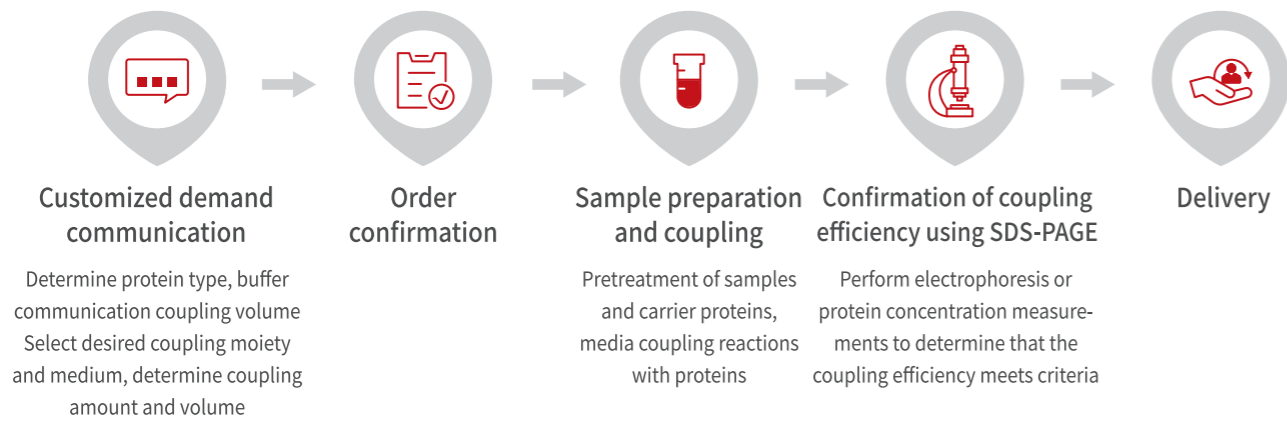 Customized demand
communication
Determine protein type, buffer
communication coupling volume
Select desired coupling moiety
and medium, determine coupling
amount and volume
Order
confirmation
Sample preparation
and coupling
Pretreatment of samples
and carrier proteins,
media coupling reactions
with proteins
Confirmation of coupling
efficiency using SDS-PAGE
Perform electrophoresis or
protein concentration measure-
ments to determine that the
coupling efficiency meets criteria
Delivery